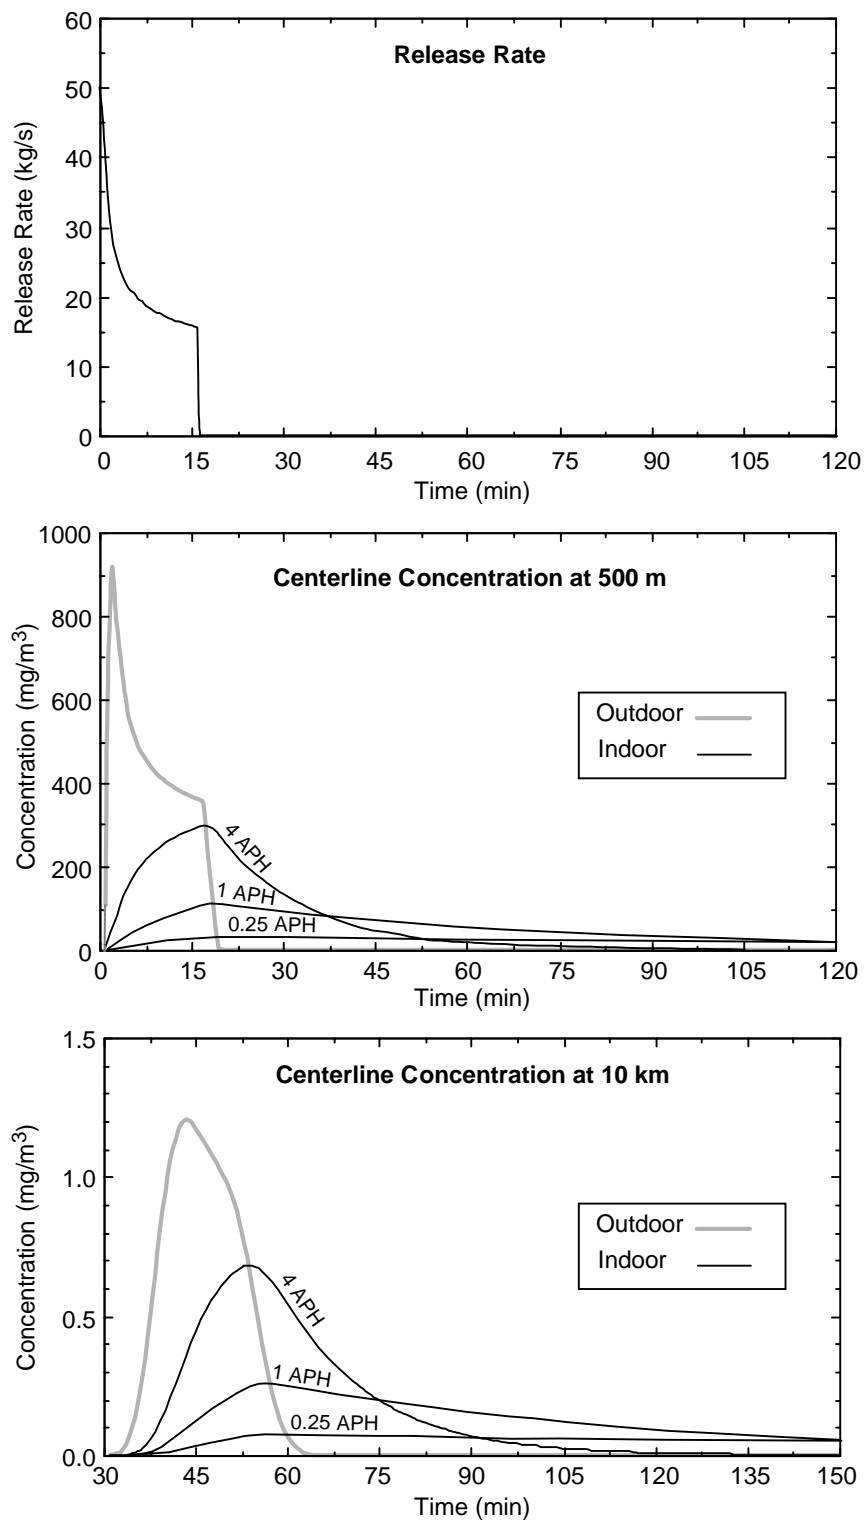 Release Rate
Release Rate (kg/s)
60
50
40
30
20
10
0
0 15 30 45 60 75 90 105 120
Time (min)
Centerline Concentration at 500 m
Concentration (mg/m³)
1000
800
600
400
200
0
Outdoor
Indoor
4 APH
1 APH
0.25 APH
0 15 30 45 60 75 90 105 120
Time (min)
Centerline Concentration at 10 km
Concentration (mg/m³)
1.5
1.0
0.5
0.0
Outdoor
Indoor
4 APH
1 APH
0.25 APH
30 45 60 75 90 105 120 135 150
Time (min)